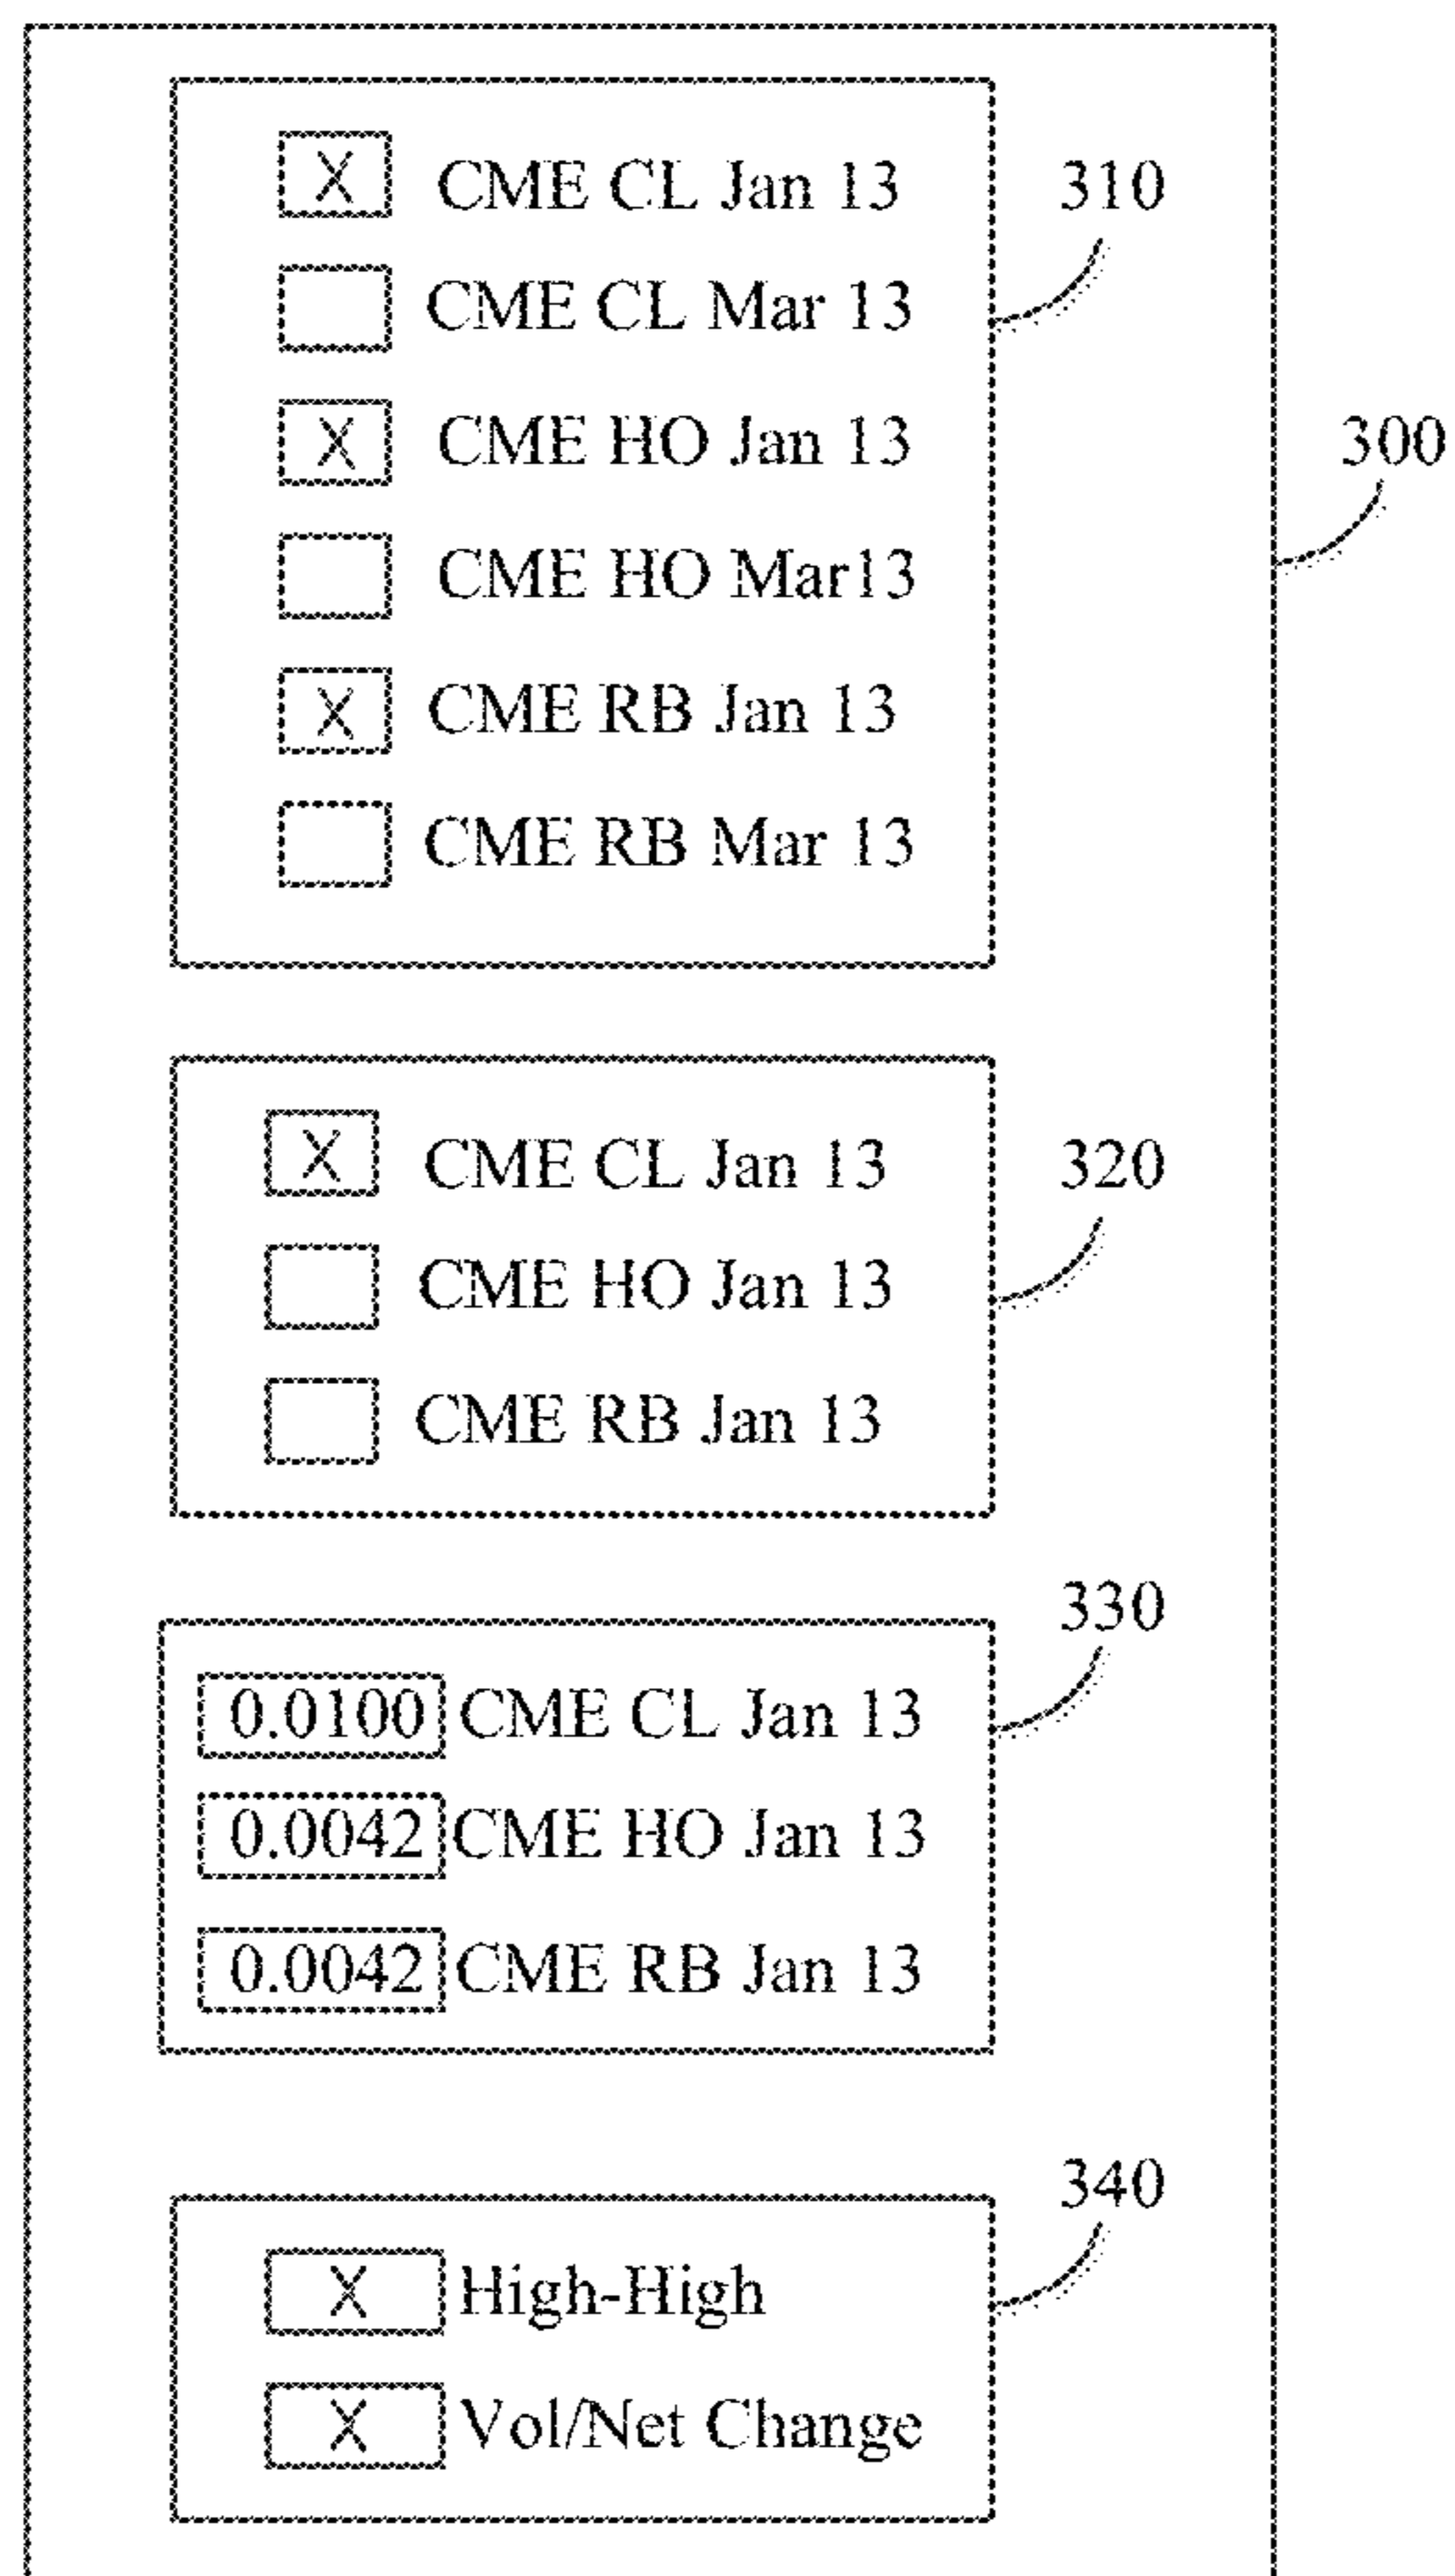 X CME CL Jan 13
310
CME CL Mar 13
X CME HO Jan 13
300
CME HO Mar13
X CME RB Jan 13
CME RB Mar 13
X CME CL Jan 13
320
CME HO Jan 13
CME RB Jan 13
330
0.0100 CME CL Jan 13
0.0042 CME HO Jan 13
0.0042 CME RB Jan 13
340
X High-High
X Vol/Net Change